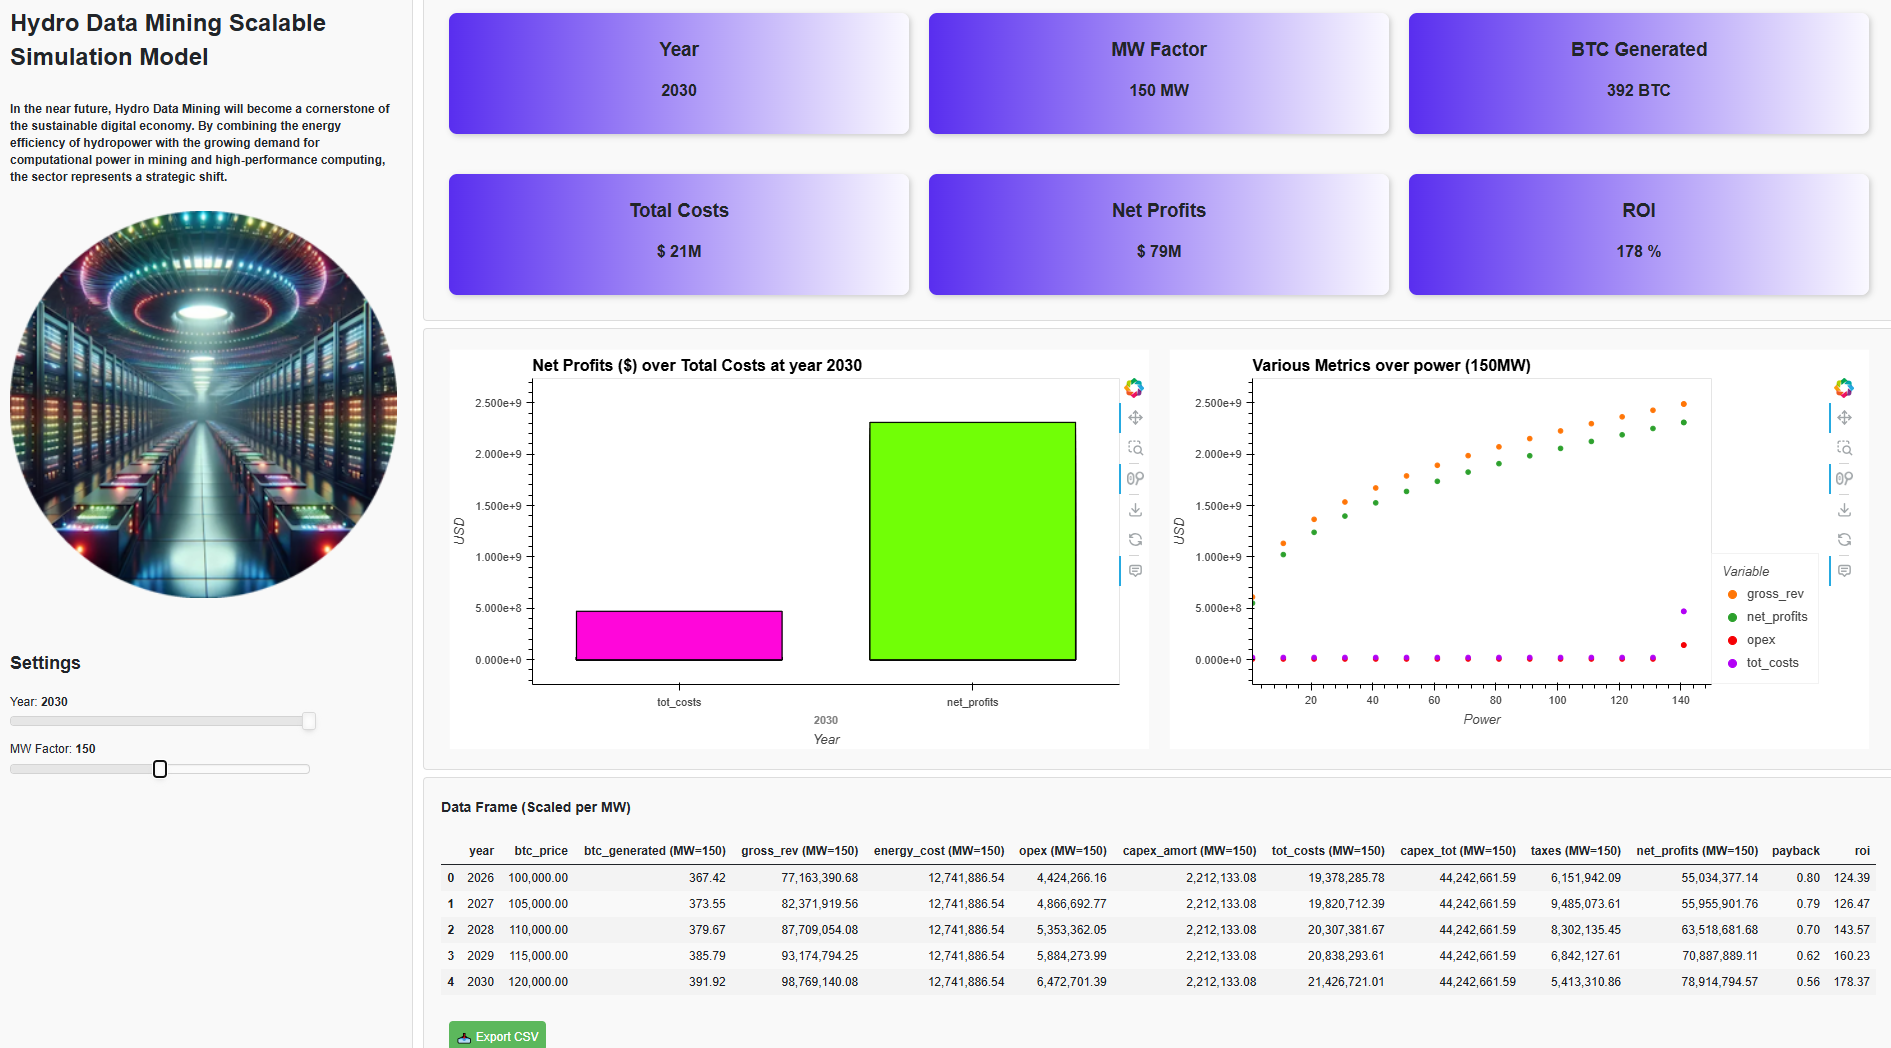 Hydro Data Mining Scalable
Simulation Model
In the near future, Hydro Data Mining will become a cornerstone of
the sustainable digital economy. By combining the energy
efficiency of hydropower with the growing demand for
computational power in mining and high-performance computing,
the sector represents a strategic shift.
Settings
Year: 2030
MW Factor: 150
Year
2030
MW Factor
150 MW
BTC Generated
392 BTC
Total Costs
$ 21M
Net Profits
$ 79M
ROI
178 %
Net Profits ($) over Total Costs at year 2030
USD
2.500e+9
2.000e+9
1.500e+9
1.000e+9
5.000e+8
0.000e+0
tot_costs net_profits
2030
Year
Various Metrics over power (150MW)
USD
2.500e+9
2.000e+9
1.500e+9
1.000e+9
5.000e+8
0.000e+0
20 40 60 80 100 120 140
Power
Variable
gross_rev
net_profits
opex
tot_costs
Data Frame (Scaled per MW)
year btc_price btc_generated (MW=150) gross_rev (MW=150) energy_cost (MW=150) opex (MW=150) capex_amort (MW=150) tot_costs (MW=150) capex_tot (MW=150) taxes (MW=150) net_profits (MW=150) payback roi
0 2026 100,000.00 367.42 77,163,390.68 12,741,886.54 4,424,266.16 2,212,133.08 19,378,285.78 44,242,661.59 6,151,942.09 55,034,377.14 0.80 124.39
1 2027 105,000.00 373.55 82,371,919.56 12,741,886.54 4,866,692.77 2,212,133.08 19,820,712.39 44,242,661.59 9,485,073.61 55,955,901.76 0.79 126.47
2 2028 110,000.00 379.67 87,709,054.08 12,741,886.54 5,353,362.05 2,212,133.08 20,307,381.67 44,242,661.59 8,302,135.45 63,518,681.68 0.70 143.57
3 2029 115,000.00 385.79 93,174,794.25 12,741,886.54 5,884,273.99 2,212,133.08 20,838,293.61 44,242,661.59 6,842,127.61 70,887,889.11 0.62 160.23
4 2030 120,000.00 391.92 98,769,140.08 12,741,886.54 6,472,701.39 2,212,133.08 21,426,721.01 44,242,661.59 5,413,310.86 78,914,794.57 0.56 178.37
Export CSV